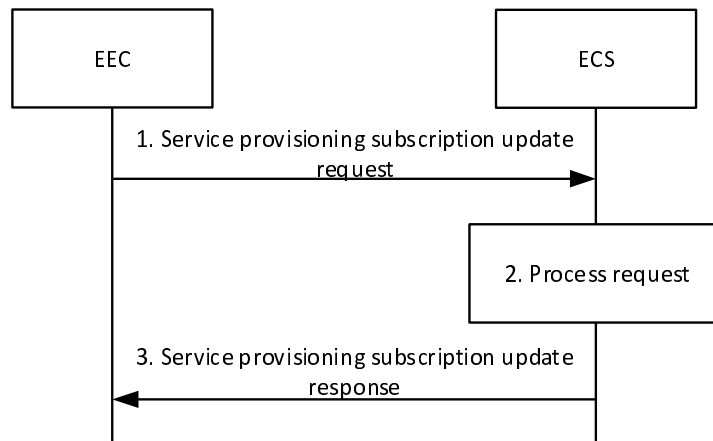 EEC
ECS
1. Service provisioning subscription update
request
2. Process request
3. Service provisioning subscription update
response